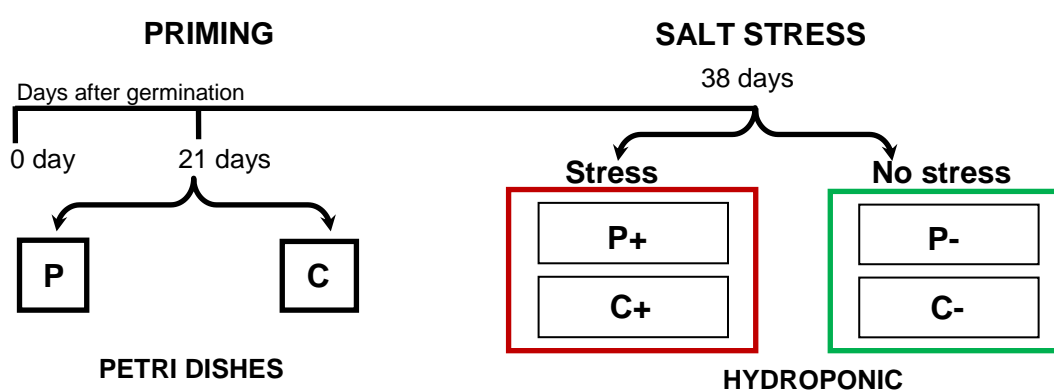 PRIMING
SALT STRESS
38 days
Days after germination
0 day
21 days
Stress
No stress
P
C
P+
C+
P-
C-
PETRI DISHES
HYDROPONIC